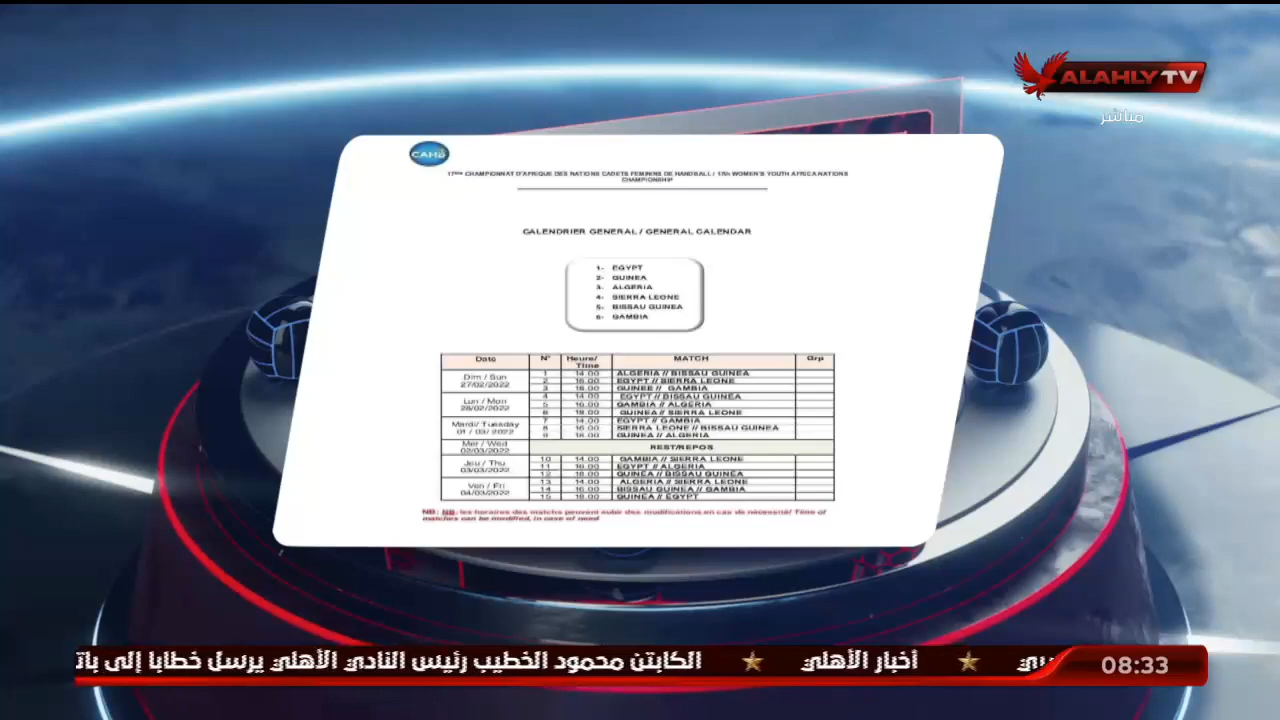 ALAHLY TV
مباشر
CAHB
17ème CHAMPIONNAT D'AFRIQUE DES NATIONS CADETS FEMININS DE HANDBALL / 17th WOMEN'S YOUTH AFRICA NATIONS
CHAMPIONSHIP
CALENDRIER GENERAL / GENERAL CALENDAR
1- EGYPT
2- GUINEA
3- ALGERIA
4- SIERRA LEONE
5- BISSAU GUINEA
6- GAMBIA
Date N° Heure/ Time MATCH Grp
Dim / Sun 27/02/2022
1 14.00 ALGERIA // BISSAU GUINEA
2 16.00 EGYPT // SIERRA LEONE
3 18.00 GUINEE // GAMBIA
Lun / Mon 28/02/2022
4 14.00 EGYPT // BISSAU GUINEA
5 16.00 GAMBIA // ALGERIA
6 18.00 GUINEA // SIERRA LEONE
Mardi/ Tuesday 01 / 03/ 2022
7 14.00 EGYPT // GAMBIA
8 16.00 SIERRA LEONE // BISSAU GUINEA
9 18.00 GUINEA // ALGERIA
Mer / Wed 02/03/2022 REST/REPOS
Jeu / Thu 03/03/2022
10 14.00 GAMBIA // SIERRA LEONE
11 16.00 EGYPT // ALGERIA
12 18.00 GUINEA // BISSAU GUINEA
Ven / Fri 04/03/2022
13 14.00 ALGERIA // SIERRA LEONE
14 16.00 BISSAU GUINEA // GAMBIA
15 18.00 GUINEA // EGYPT
NB: NB: les horaires des matchs peuvent subir des modifications en cas de nécessité/ Time of
matches can be modified, in case of need
أخبار الأهلي ★ الكابتن محمود الخطيب رئيس النادي الأهلي يرسل خطابا إلى
08:33